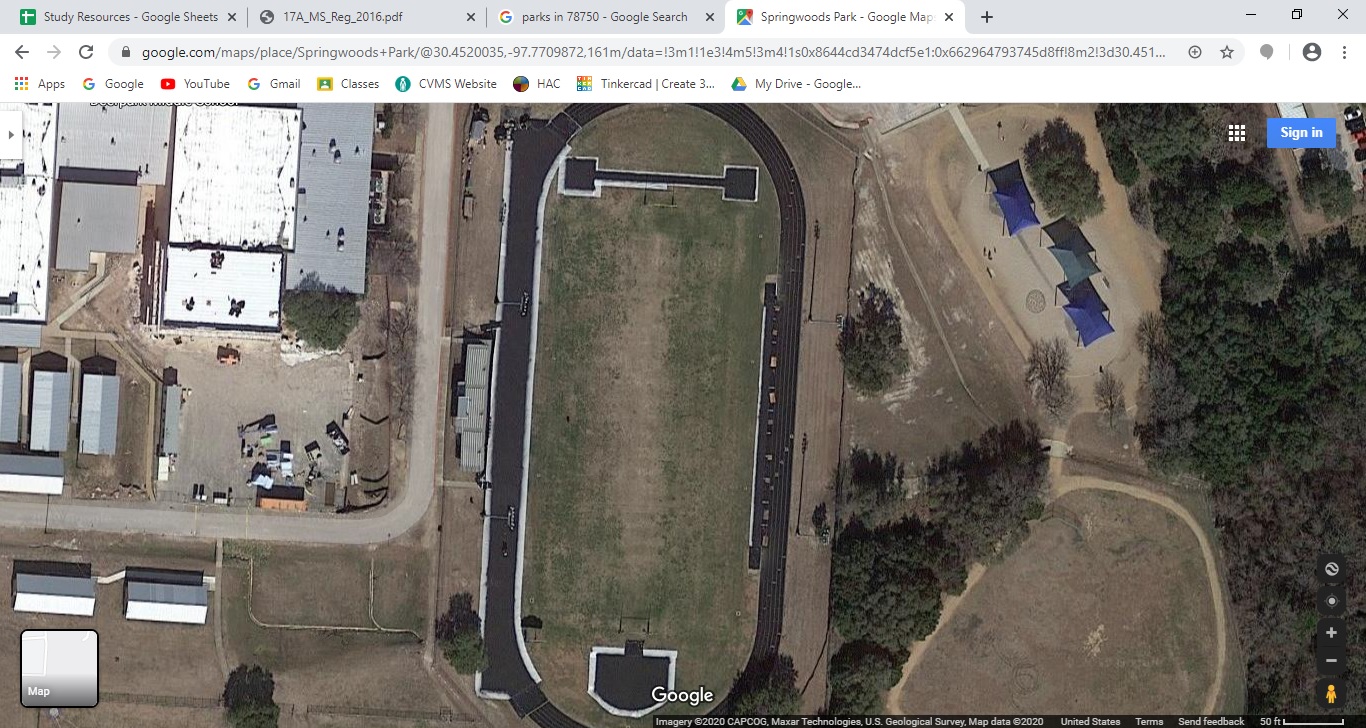 Study Resources - Google Sheets
17A_MS_Reg_2016.pdf
parks in 78750 - Google Search
Springwoods Park - Google Maps
google.com/maps/place/Springwoods+Park/@30.4520035,-97.7709872,161m/data=!3m1!1e3!4m5!3m4!1s0x8644cd3474dcf5e1:0x662964793745d8ff!8m2!3d30.451...
Apps
Google
YouTube
Gmail
Classes
CVMS Website
HAC
Tinkercad | Create 3...
My Drive - Google...
Deerpark Middle School
Sign in
Map
Google
Imagery ©2020 CAPCOG, Maxar Technologies, U.S. Geological Survey, Map data ©2020 United States Terms Send feedback 50 ft